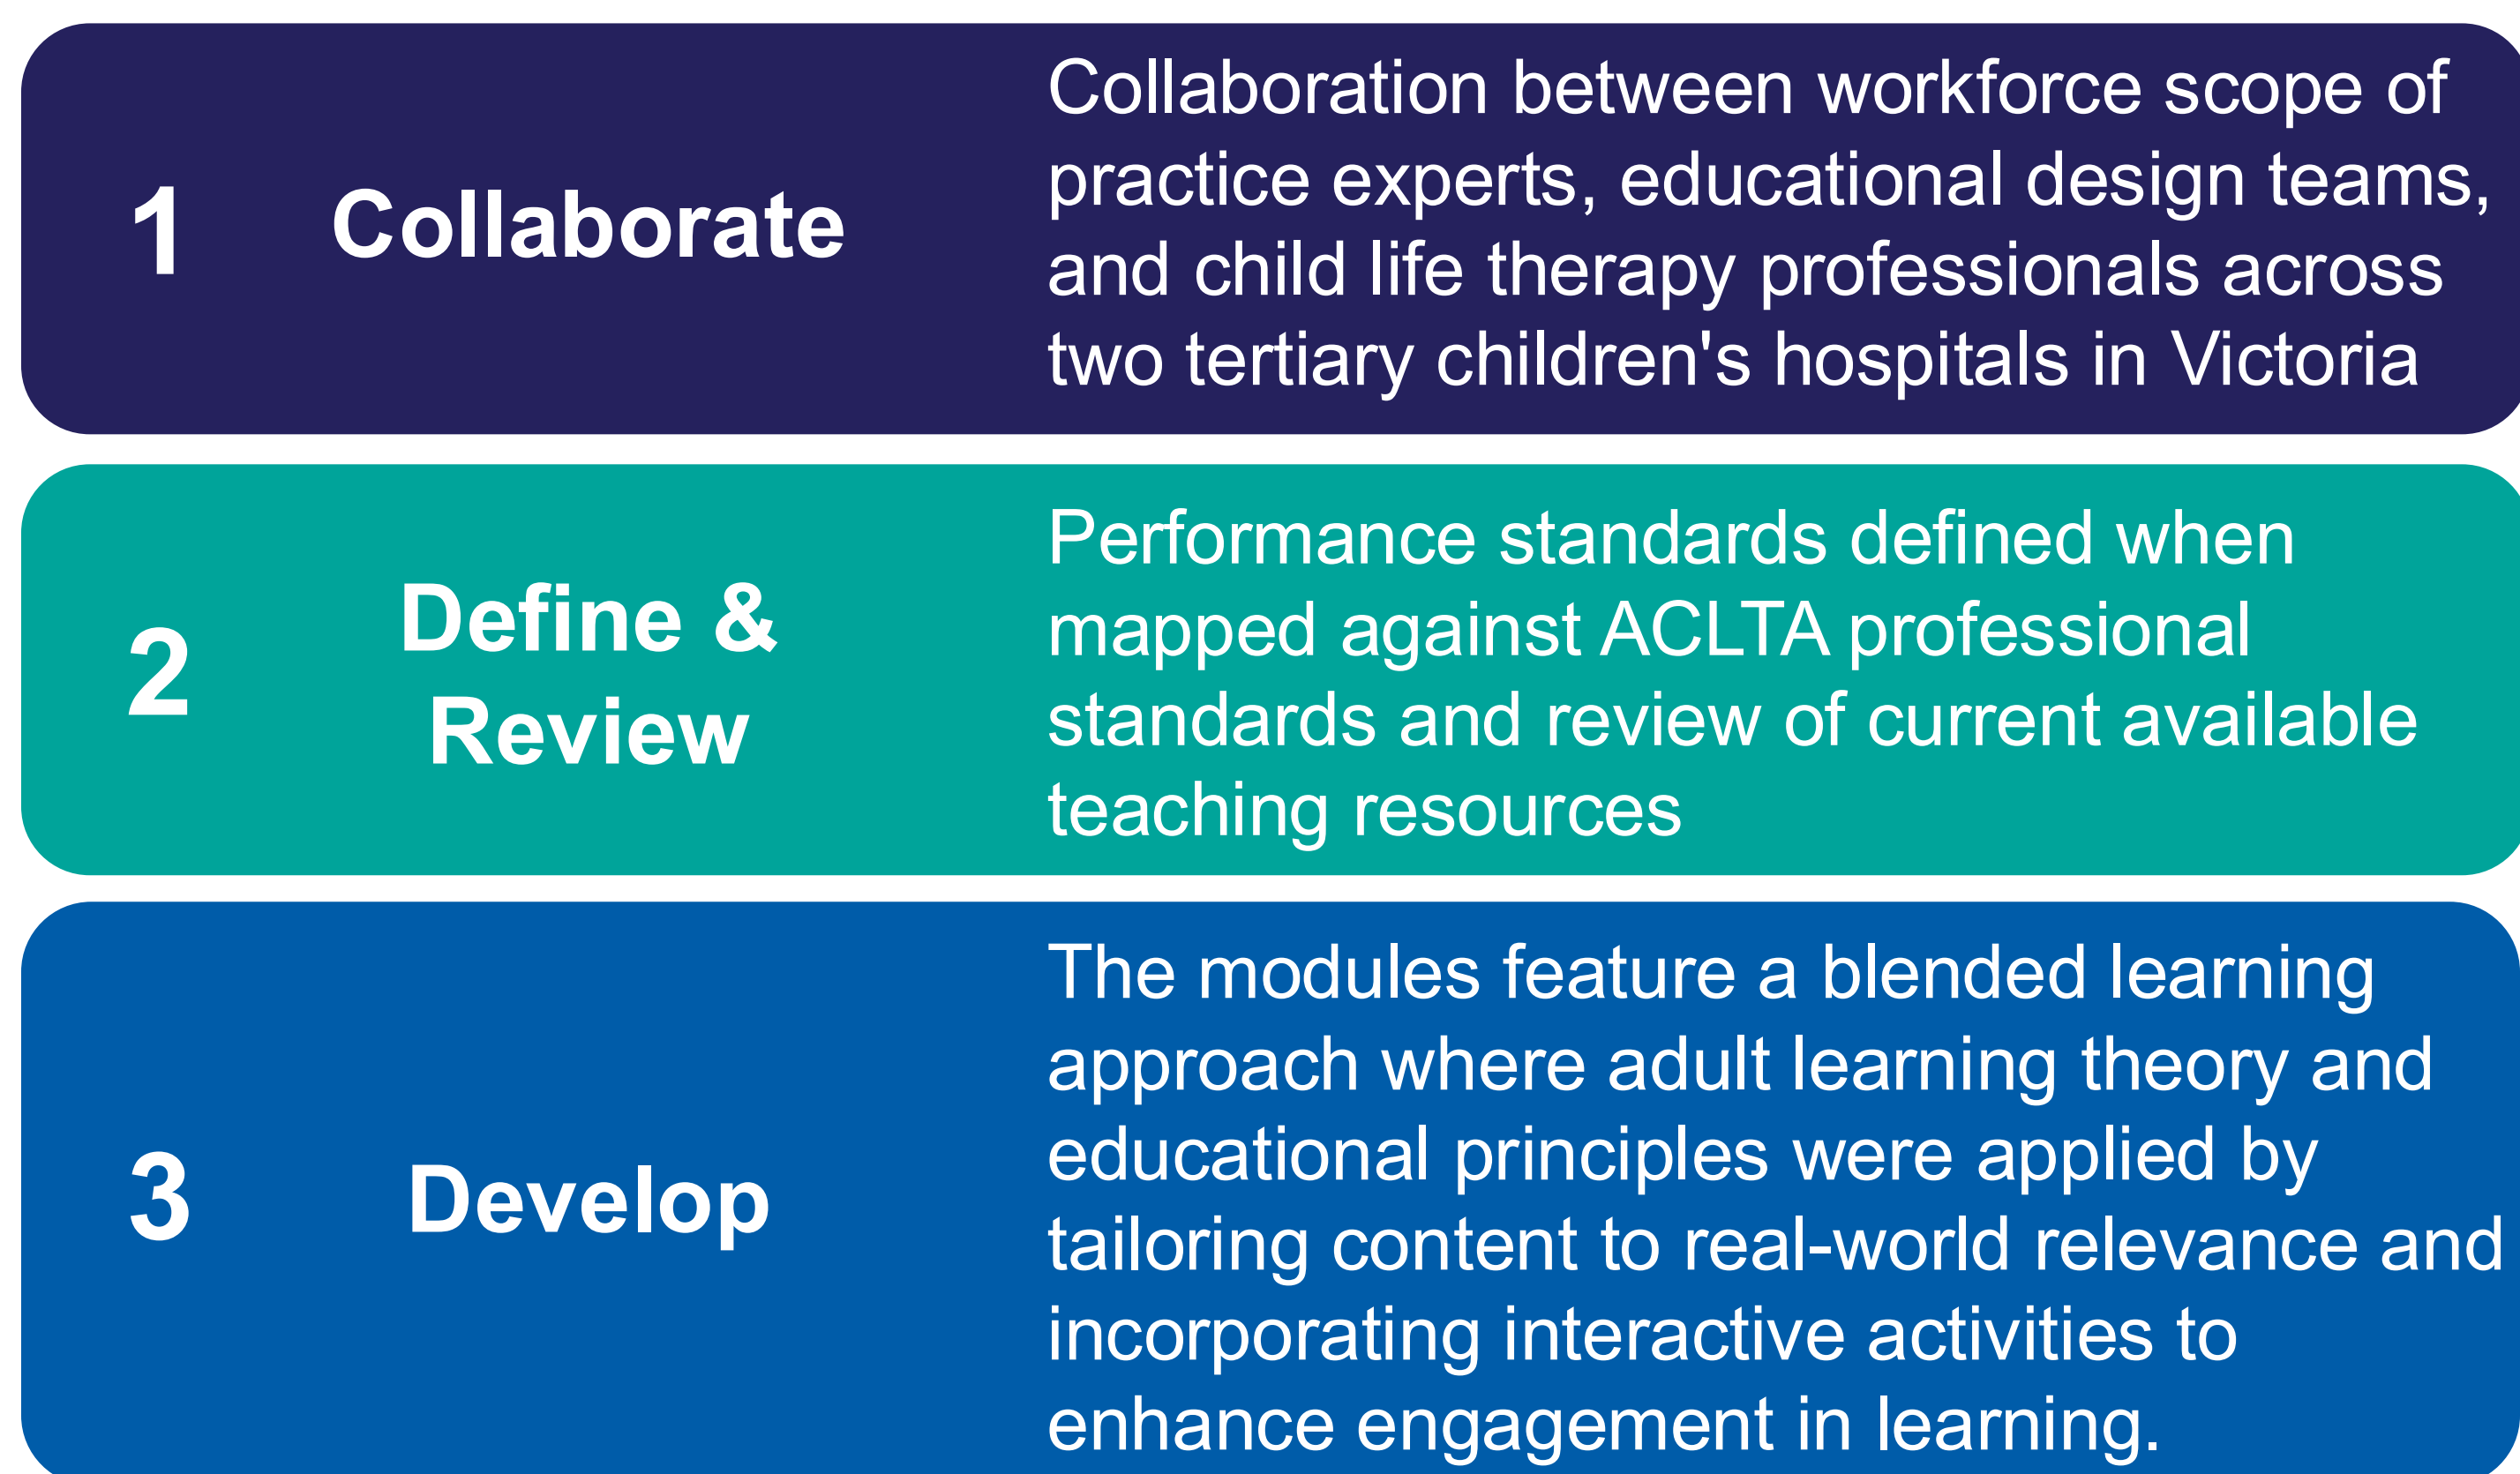 1
Collaborate
Collaboration between workforce scope of
practice experts, educational design teams,
and child life therapy professionals across
two tertiary children's hospitals in Victoria
2
Define &
Review
Performance standards defined when
mapped against ACLTA professional
standards and review of current available
teaching resources
3
Develop
The modules feature a blended learning
approach where adult learning theory and
educational principles were applied by
tailoring content to real-world relevance and
incorporating interactive activities to
enhance engagement in learning.